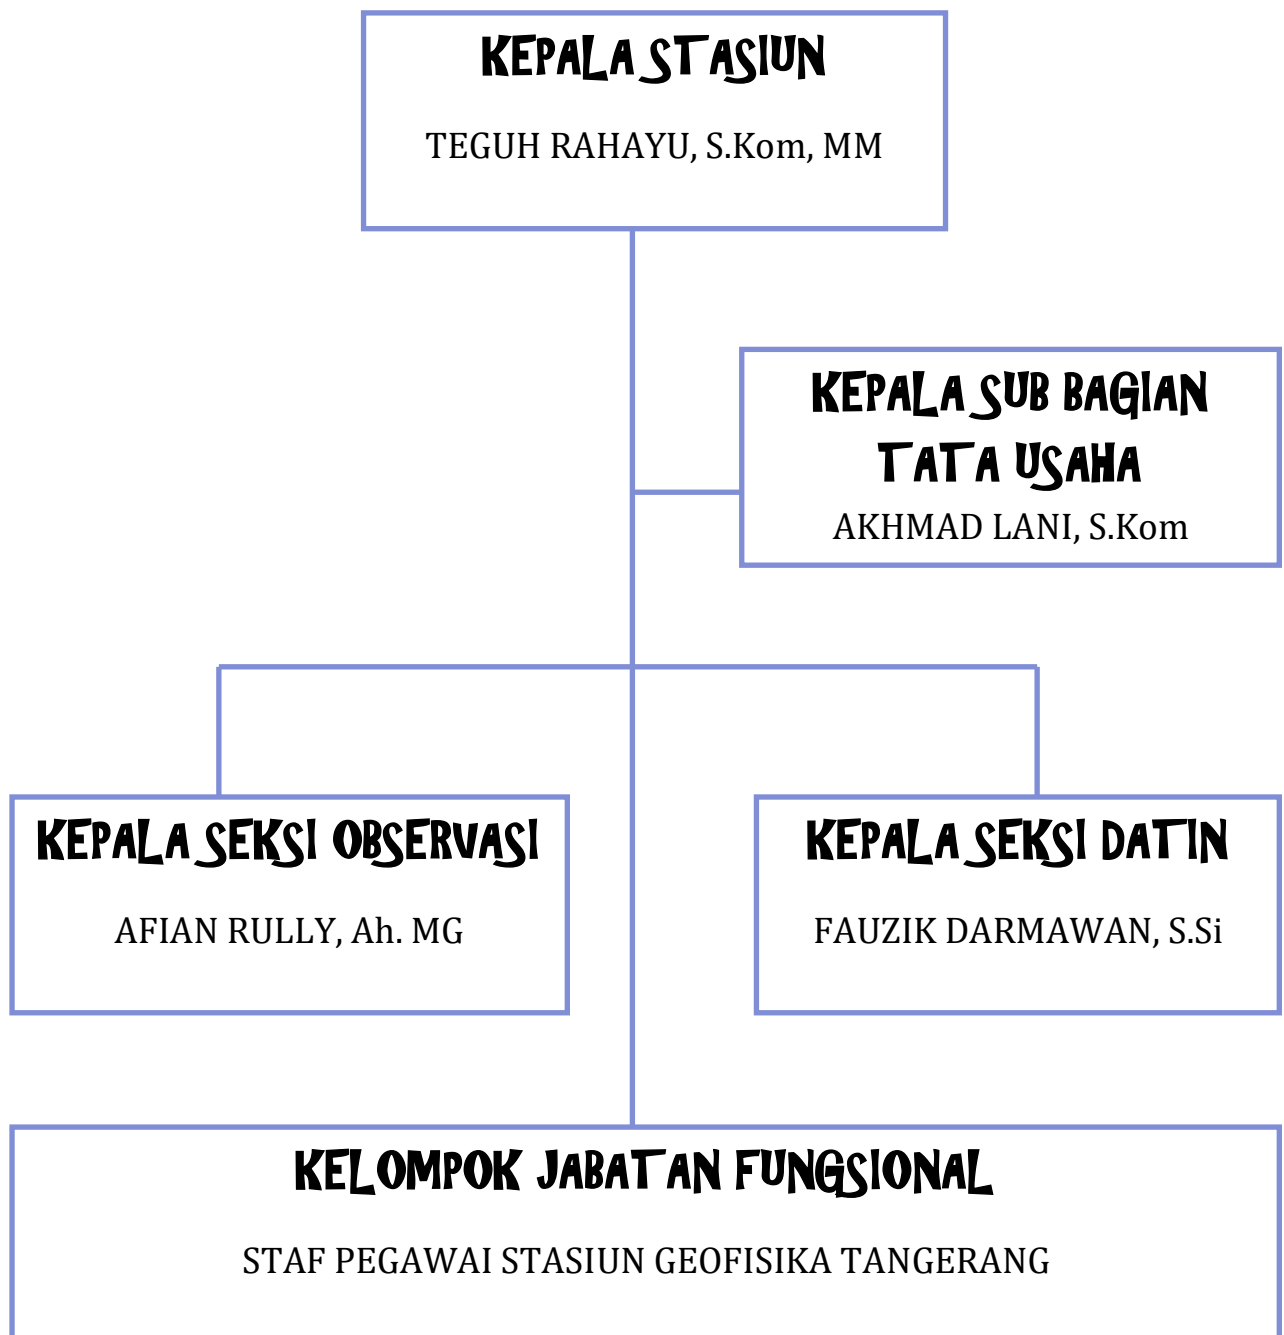 KEPALA STASIUN
TEGUH RAHAYU, S.Kom, MM
KEPALA SUB BAGIAN
TATA USAHA
AKHMAD LANI, S.Kom
KEPALA SEKSI OBSERVASI
AFIAN RULLY, Ah. MG
KEPALA SEKSI DATIN
FAUZIK DARMAWAN, S.Si
KELOMPOK JABATAN FUNGSIONAL
STAF PEGAWAI STASIUN GEOFISIKA TANGERANG